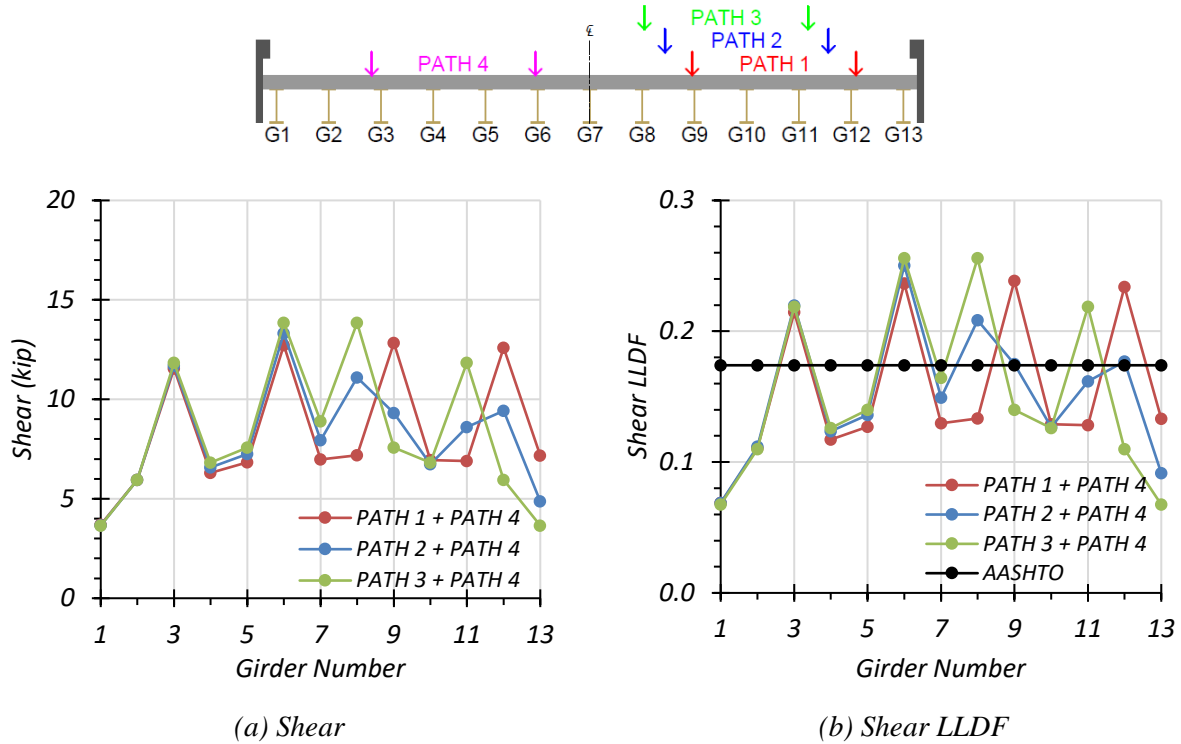 ℄
PATH 3
PATH 2
PATH 4
PATH 1
G1 G2 G3 G4 G5 G6 G7 G8 G9 G10 G11 G12 G13
20
15
10
5
0
Shear (kip)
1 3 5 7 9 11 13
Girder Number
PATH 1 + PATH 4
PATH 2 + PATH 4
PATH 3 + PATH 4
(a) Shear
0.3
0.2
0.1
0.0
Shear LLDF
1 3 5 7 9 11 13
Girder Number
PATH 1 + PATH 4
PATH 2 + PATH 4
PATH 3 + PATH 4
AASHTO
(b) Shear LLDF